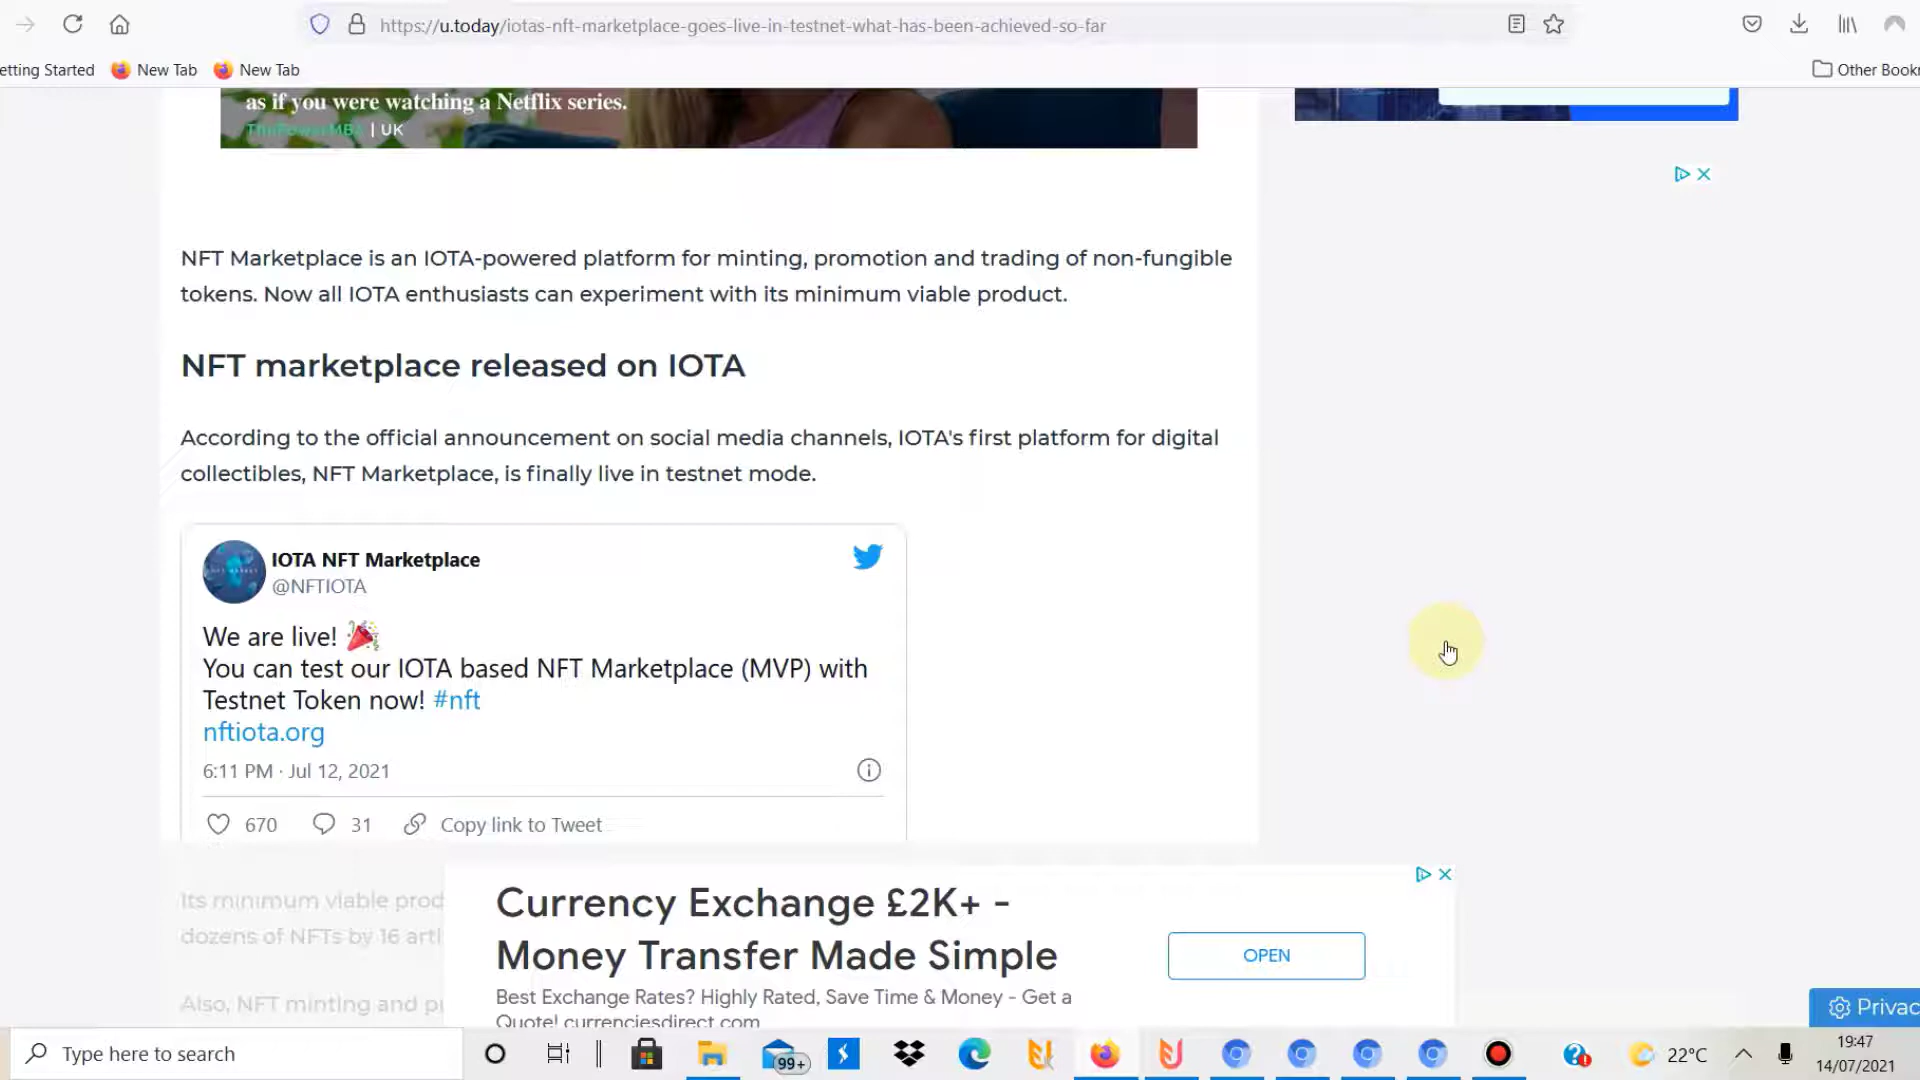 https://u.today/iotas-nft-marketplace-goes-live-in-testnet-what-has-been-achieved-so-far
etting Started
New Tab
New Tab
Other Bookr
as if you were watching a Netflix series.
ThePowerMBA | UK
NFT Marketplace is an IOTA-powered platform for minting, promotion and trading of non-fungible
tokens. Now all IOTA enthusiasts can experiment with its minimum viable product.
NFT marketplace released on IOTA
According to the official announcement on social media channels, IOTA's first platform for digital
collectibles, NFT Marketplace, is finally live in testnet mode.
IOTA NFT Marketplace
@NFTIOTA
We are live!
You can test our IOTA based NFT Marketplace (MVP) with
Testnet Token now! #nft
nftiota.org
6:11 PM · Jul 12, 2021
670
31
Copy link to Tweet
Its minimum viable prod
dozens of NFTs by 16 arti
Also, NFT minting and pu
Currency Exchange £2K+ -
Money Transfer Made Simple
Best Exchange Rates? Highly Rated, Save Time & Money - Get a
Quote! currenciesdirect.com
OPEN
Privac
Type here to search
99+
22°C
19:47
14/07/2021